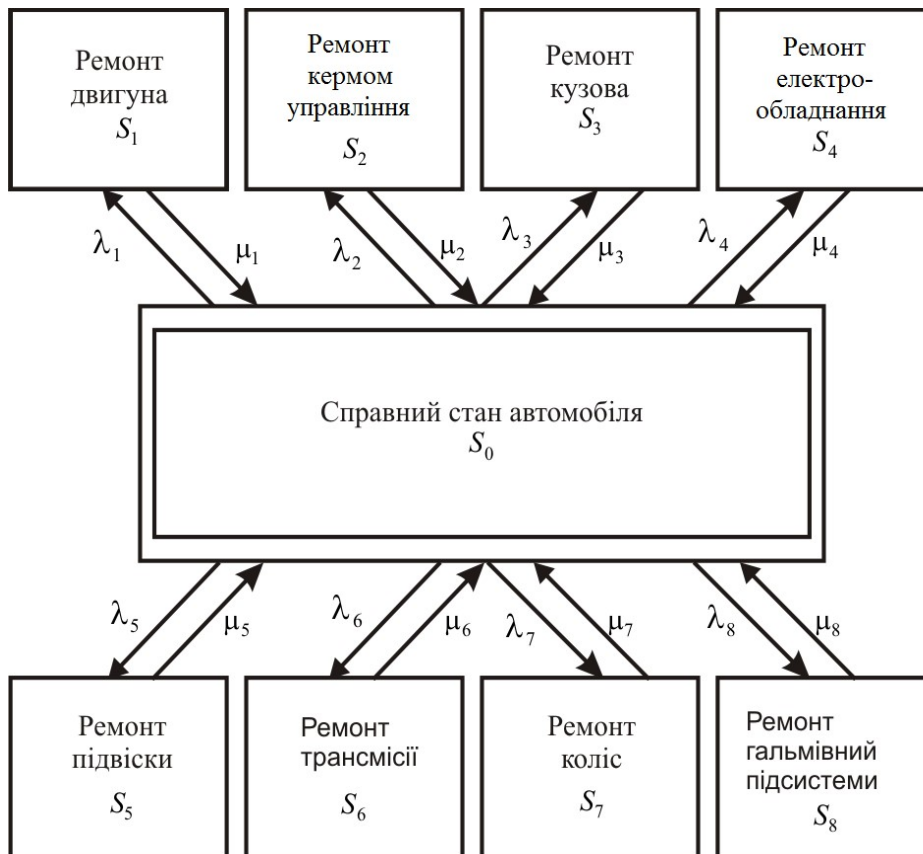 Ремонт
двигуна
S₁
Ремонт
кермом
управління
S₂
Ремонт
кузова
S₃
Ремонт
електро-
обладнання
S₄
λ₁
μ₁
λ₂
μ₂
λ₃
μ₃
λ₄
μ₄
Справний стан автомобіля
S₀
λ₅
μ₅
λ₆
μ₆
λ₇
μ₇
λ₈
μ₈
Ремонт
підвіски
S₅
Ремонт
трансмісії
S₆
Ремонт
коліс
S₇
Ремонт
гальмівний
підсистеми
S₈